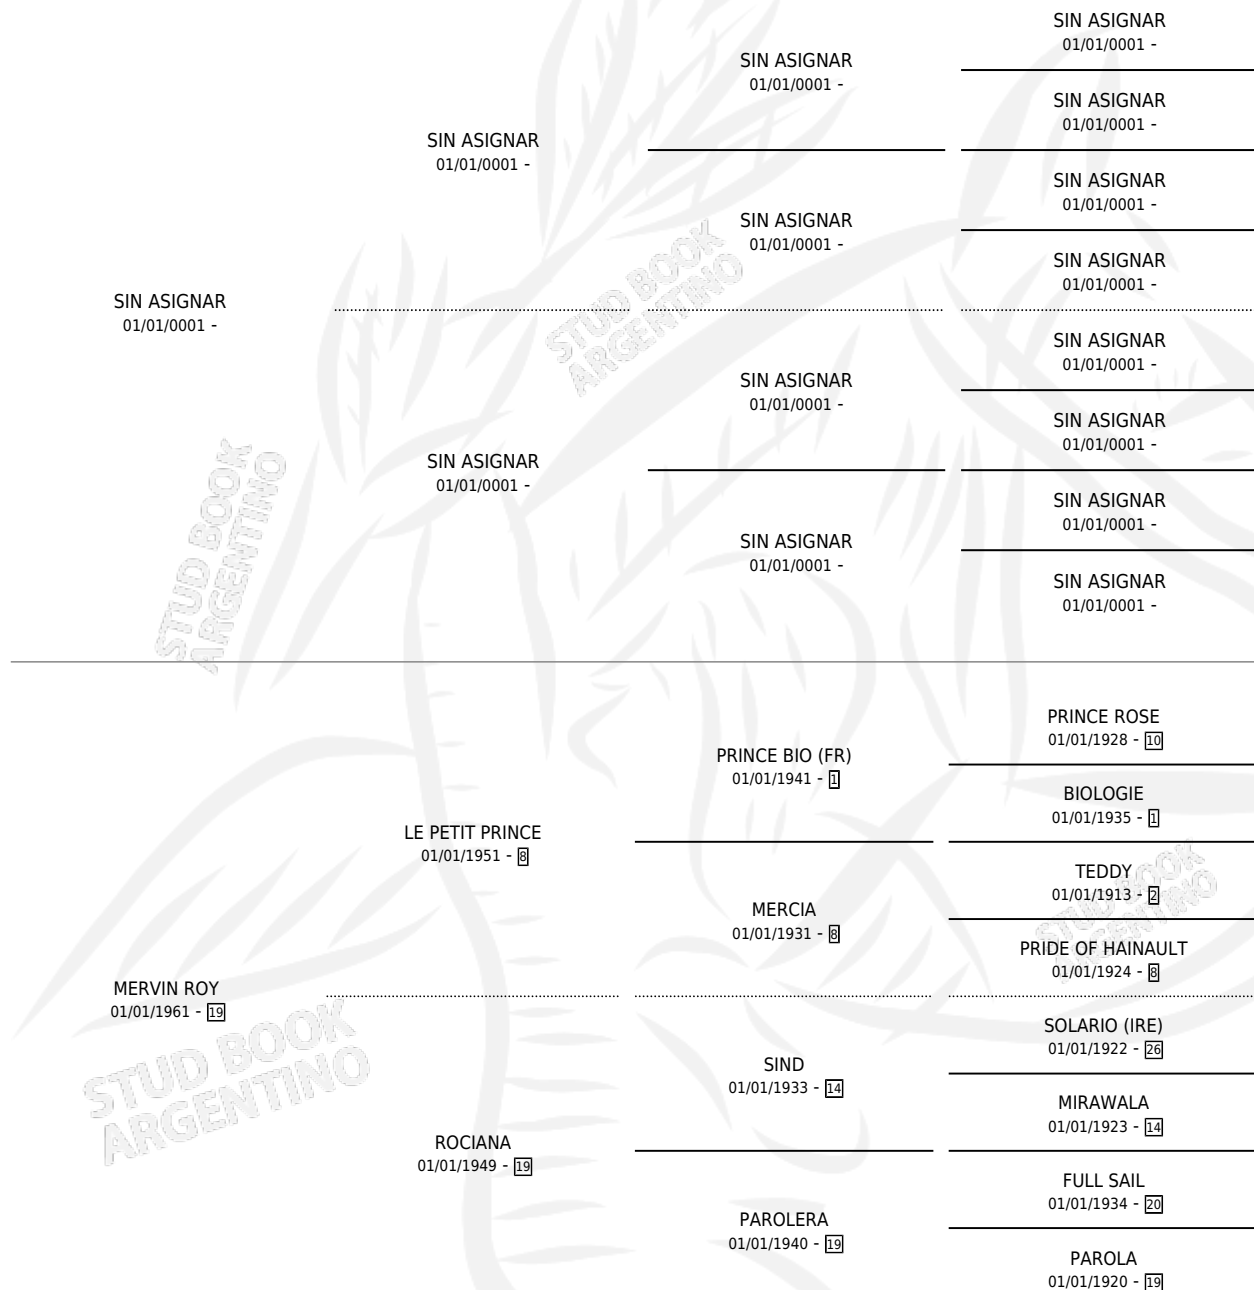 SIN ASIGNAR
01/01/0001 -
SIN ASIGNAR
01/01/0001 -
SIN ASIGNAR
01/01/0001 -
SIN ASIGNAR
01/01/0001 -
SIN ASIGNAR
01/01/0001 -
SIN ASIGNAR
01/01/0001 -
SIN ASIGNAR
01/01/0001 -
STUD BOOK
ARGENTINO
SIN ASIGNAR
01/01/0001 -
SIN ASIGNAR
01/01/0001 -
SIN ASIGNAR
01/01/0001 -
SIN ASIGNAR
01/01/0001 -
SIN ASIGNAR
01/01/0001 -
STUD BOOK
ARGENTINO
SIN ASIGNAR
01/01/0001 -
SIN ASIGNAR
01/01/0001 -
SIN ASIGNAR
01/01/0001 -
SIN ASIGNAR
01/01/0001 -
PRINCE ROSE
01/01/1928 - 10
PRINCE BIO (FR)
01/01/1941 - 1
BIOLOGIE
01/01/1935 - 1
LE PETIT PRINCE
01/01/1951 - 8
TEDDY
01/01/1913 - 2
STUD BOOK
ARGENTINO
MERCIA
01/01/1931 - 8
PRIDE OF HAINAULT
01/01/1924 - 8
MERVIN ROY
01/01/1961 - 19
STUD BOOK
ARGENTINO
SOLARIO (IRE)
01/01/1922 - 26
SIND
01/01/1933 - 14
MIRAWALA
01/01/1923 - 14
ROCIANA
01/01/1949 - 19
FULL SAIL
01/01/1934 - 20
PAROLERA
01/01/1940 - 19
PAROLA
01/01/1920 - 19